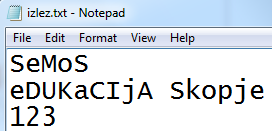 izlez.txt - Notepad
File Edit Format View Help
SeMoS
eDUKaCIjA Skopje
123